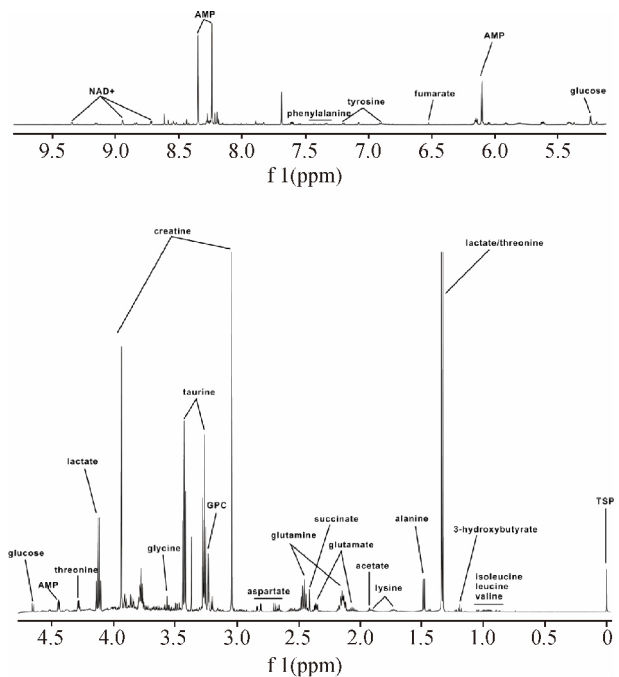 AMP
AMP
NAD+
fumarate
glucose
tyrosine
phenylalanine
9.5 9.0 8.5 8.0 7.5 7.0 6.5 6.0 5.5
f 1(ppm)
creatine
lactate/threonine
taurine
lactate
GPC
TSP
succinate
alanine
3-hydroxybutyrate
glutamine
glutamate
glycine
glucose
threonine
acetate
isoleucine
AMP
aspartate
lysine
leucine
valine
4.5 4.0 3.5 3.0 2.5 2.0 1.5 1.0 0.5 0
f 1(ppm)